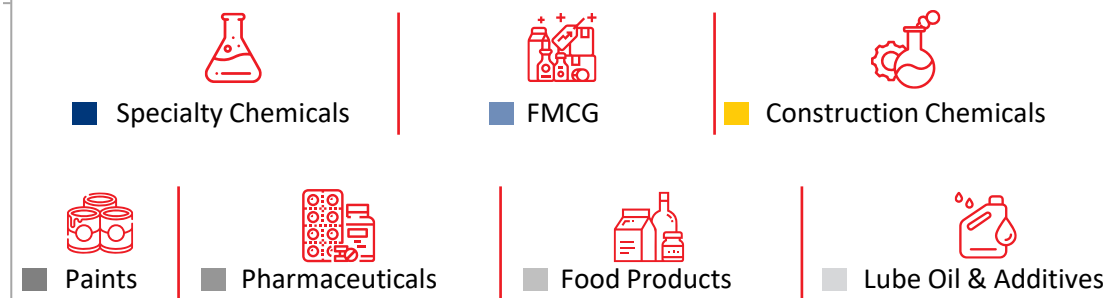 Specialty Chemicals
FMCG
Construction Chemicals
Paints
Pharmaceuticals
Food Products
Lube Oil & Additives